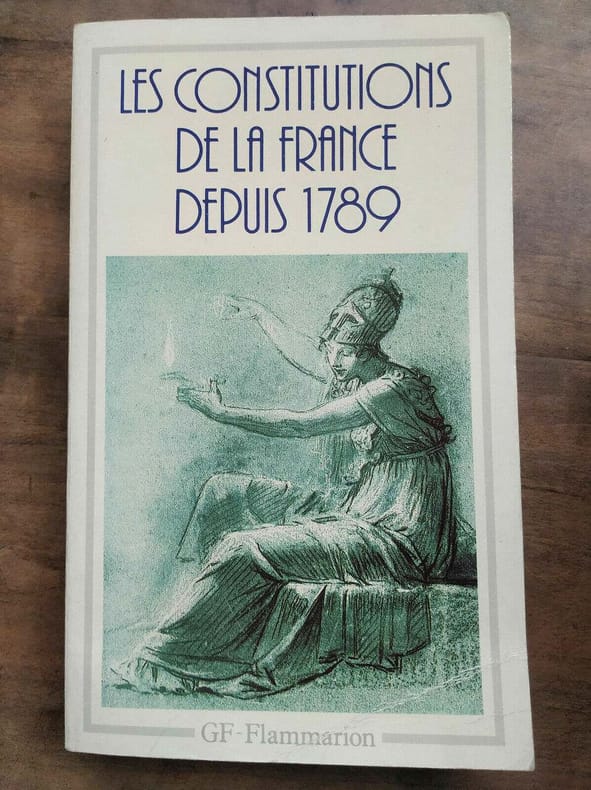 LES CONSTITUTIONS
DE LA FRANCE
DEPUIS 1789
GF-Flammarion